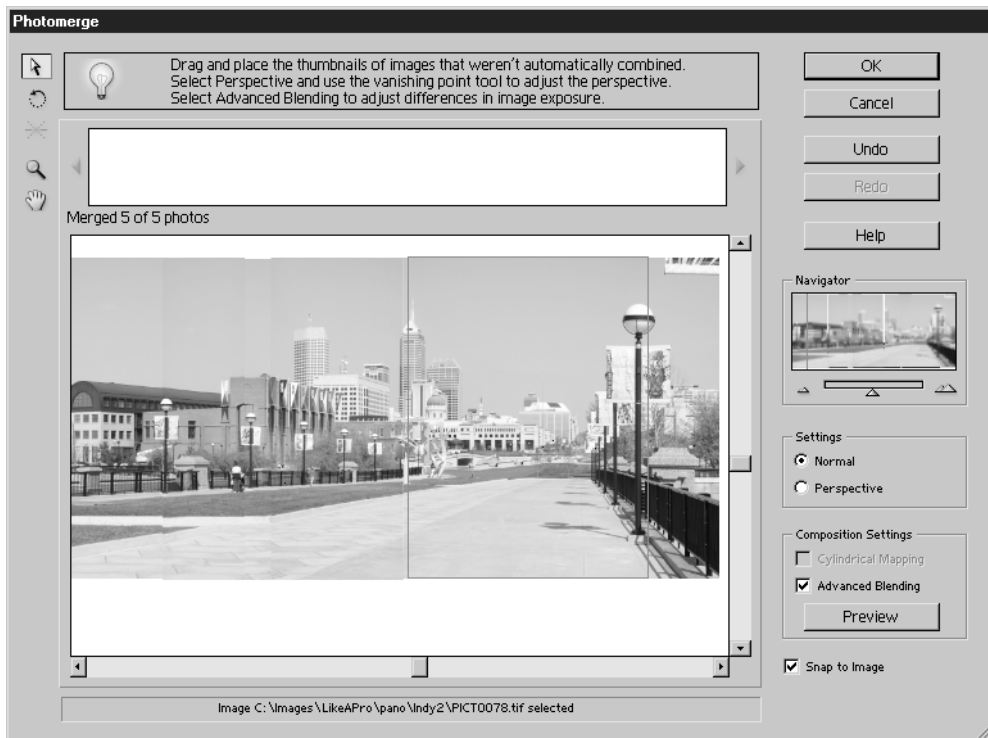 Photomerge
Drag and place the thumbnails of images that weren't automatically combined.
Select Perspective and use the vanishing point tool to adjust the perspective.
Select Advanced Blending to adjust differences in image exposure.
OK
Cancel
Undo
Redo
Help
Merged 5 of 5 photos
Navigator
Settings
Normal
Perspective
Composition Settings
Cylindrical Mapping
Advanced Blending
Preview
Snap to Image
Image C:\Images\LikeAPro\pano\Indy2\PICT0078.tif selected